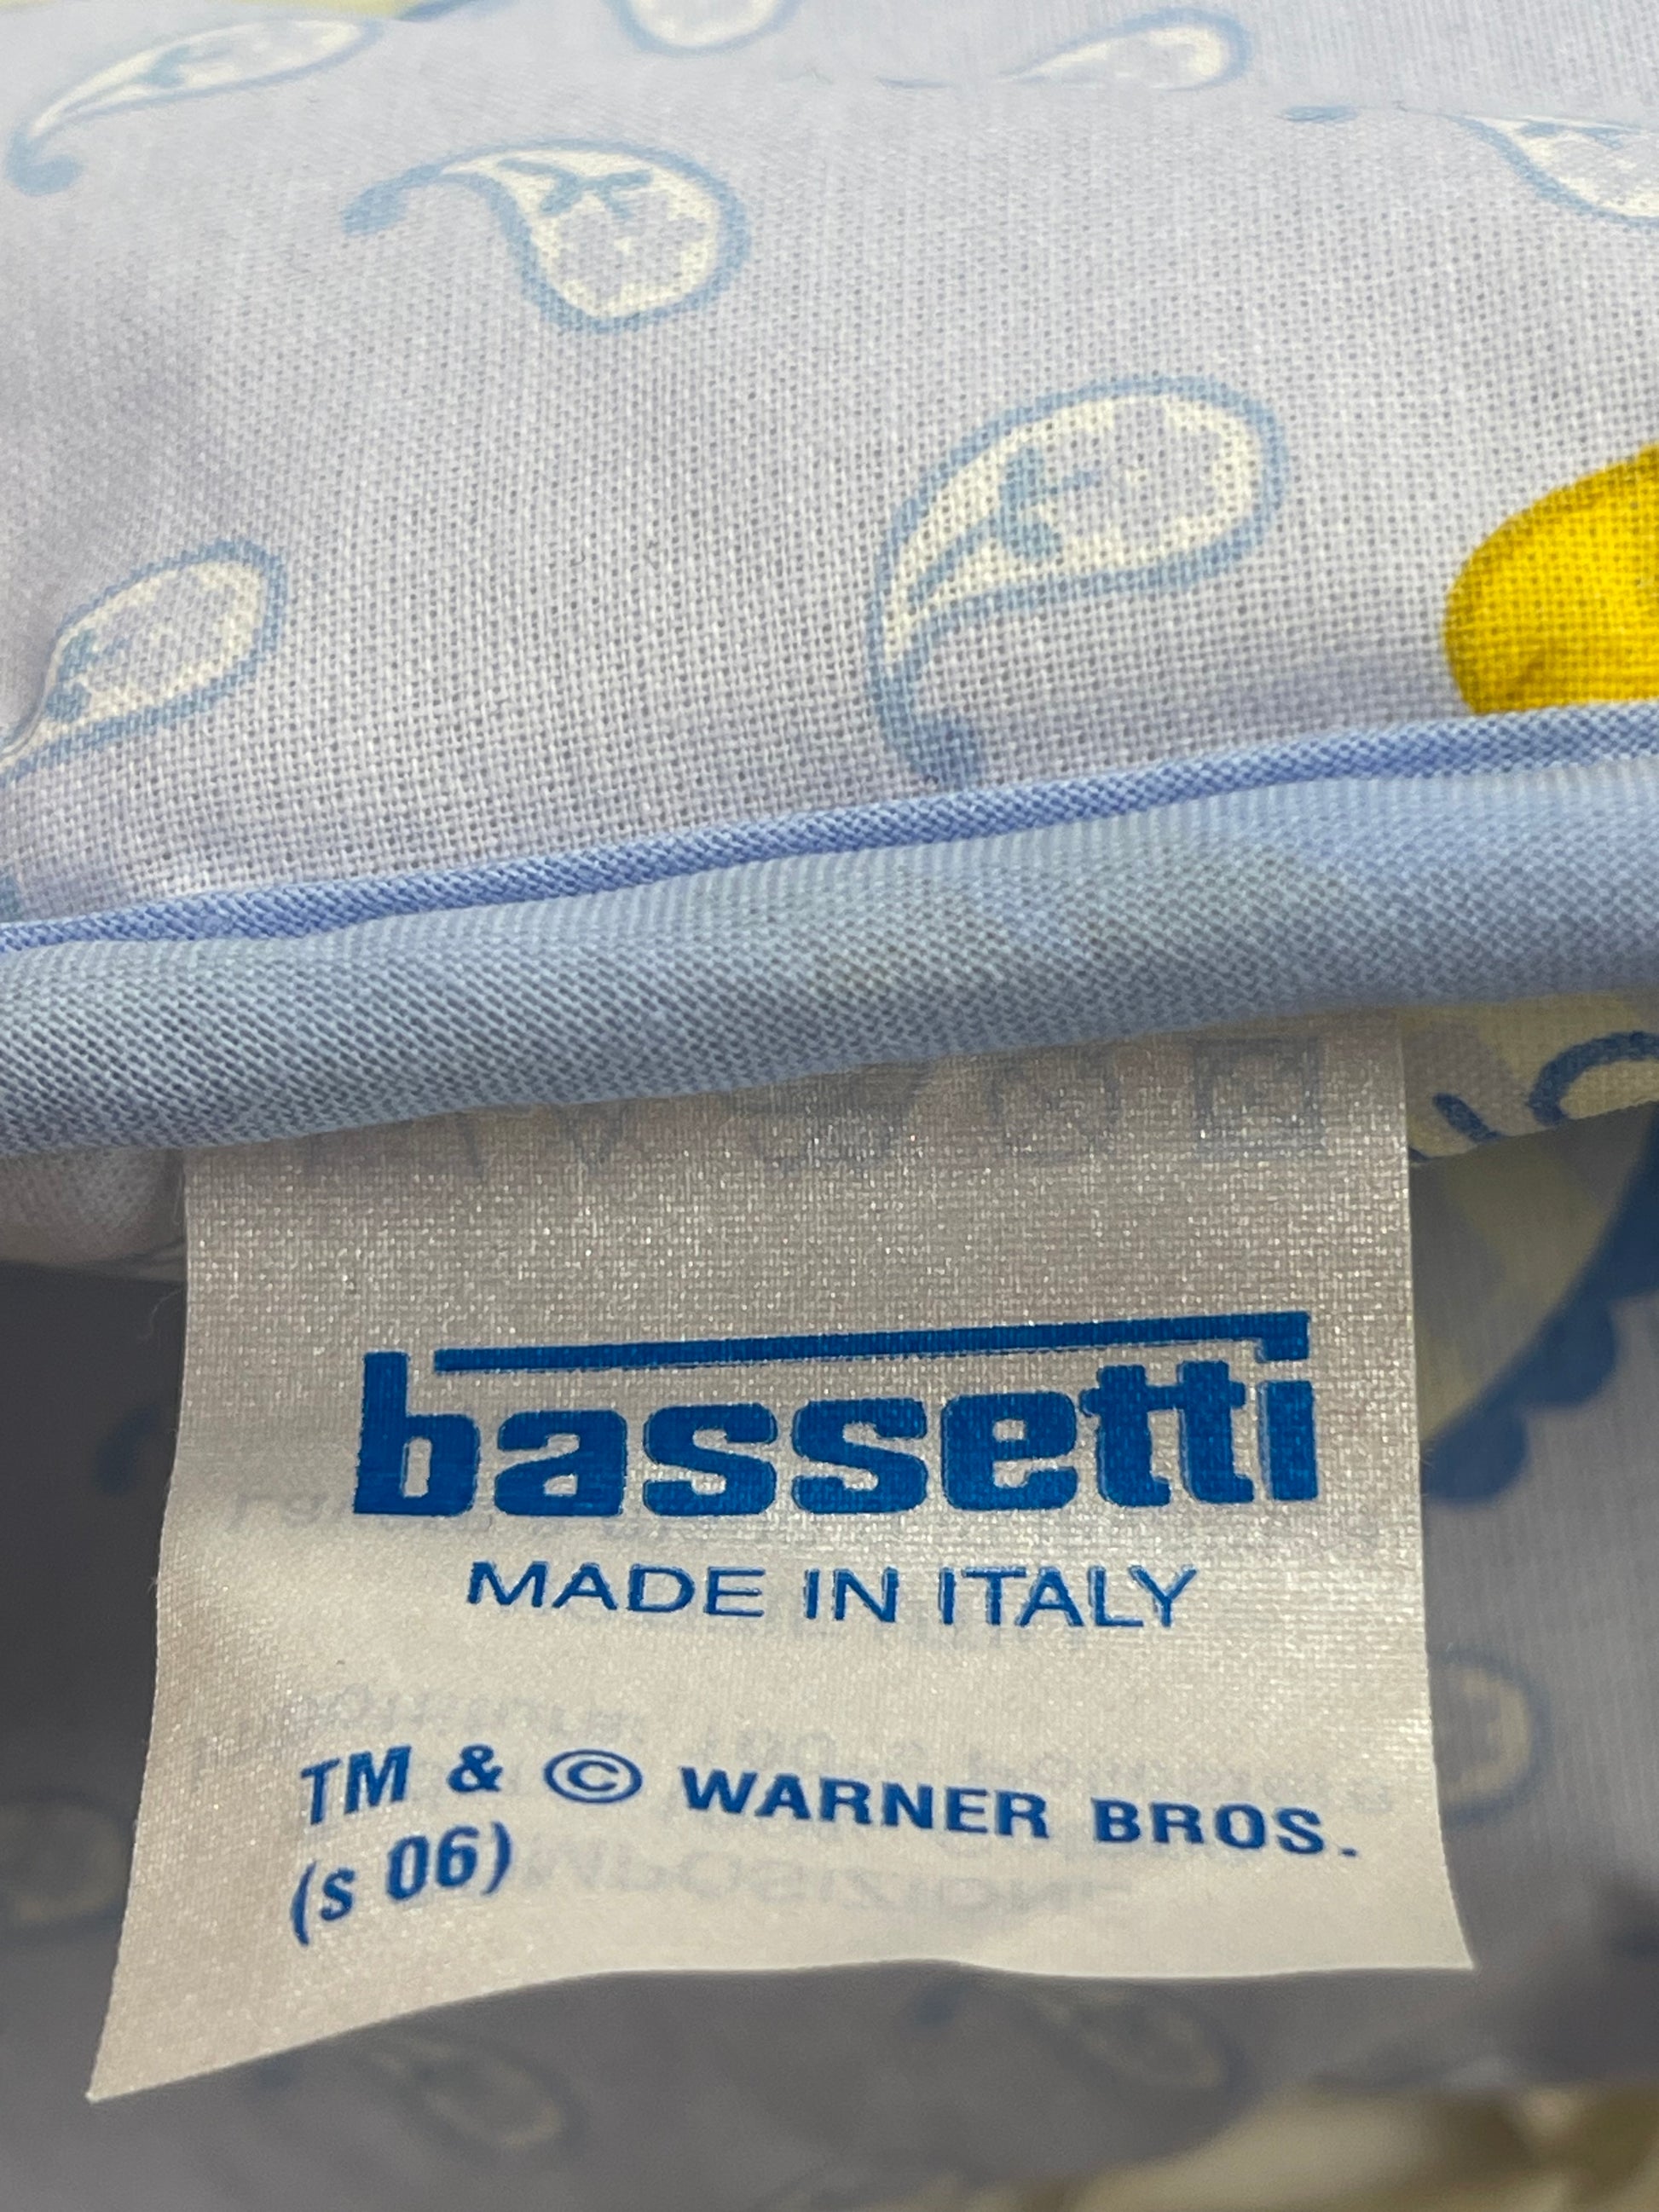 bassetti
MADE IN ITALY
TM & © WARNER BROS.
(s 06)